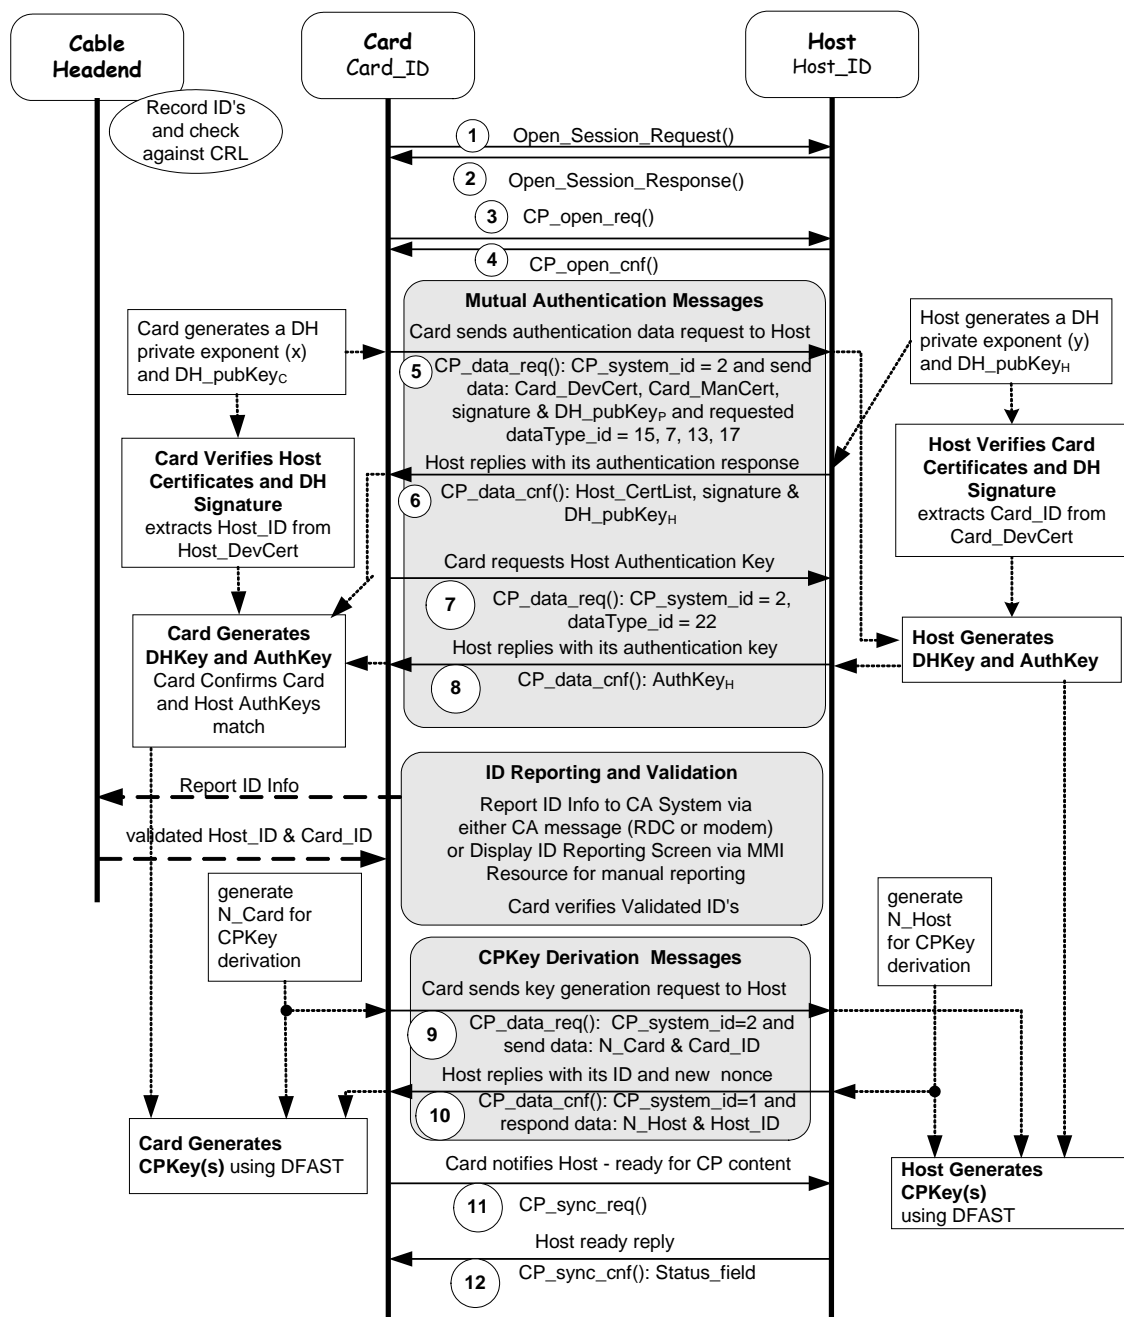 Cable
Headend
Card
Card_ID
Host
Host_ID
Record ID's
and check
against CRL
1
Open_Session_Request()
2
Open_Session_Response()
3
CP_open_req()
4
CP_open_cnf()
Mutual Authentication Messages
Card sends authentication data request to Host
5
CP_data_req(): CP_system_id = 2 and send
data: Card_DevCert, Card_ManCert,
signature & DH_pubKeyP and requested
dataType_id = 15, 7, 13, 17
Host replies with its authentication response
6
CP_data_cnf(): Host_CertList, signature &
DH_pubKeyH
Card requests Host Authentication Key
7
CP_data_req(): CP_system_id = 2,
dataType_id = 22
Host replies with its authentication key
8
CP_data_cnf(): AuthKeyH
Card generates a DH
private exponent (x)
and DH_pubKeyC
Card Verifies Host
Certificates and DH
Signature
extracts Host_ID from
Host_DevCert
Card Generates
DHKey and AuthKey
Card Confirms Card
and Host AuthKeys
match
Host generates a DH
private exponent (y)
and DH_pubKeyH
Host Verifies Card
Certificates and DH
Signature
extracts Card_ID from
Card_DevCert
Host Generates
DHKey and AuthKey
ID Reporting and Validation
Report ID Info to CA System via
either CA message (RDC or modem)
or Display ID Reporting Screen via MMI
Resource for manual reporting
Card verifies Validated ID's
Report ID Info
validated Host_ID & Card_ID
generate
N_Card for
CPKey
derivation
generate
N_Host
for CPKey
derivation
CPKey Derivation  Messages
Card sends key generation request to Host
9
CP_data_req():  CP_system_id=2 and
send data: N_Card & Card_ID
Host replies with its ID and new  nonce
10
CP_data_cnf(): CP_system_id=1 and
respond data: N_Host & Host_ID
Card Generates
CPKey(s) using DFAST
Host Generates
CPKey(s)
using DFAST
Card notifies Host - ready for CP content
11
CP_sync_req()
Host ready reply
12
CP_sync_cnf(): Status_field